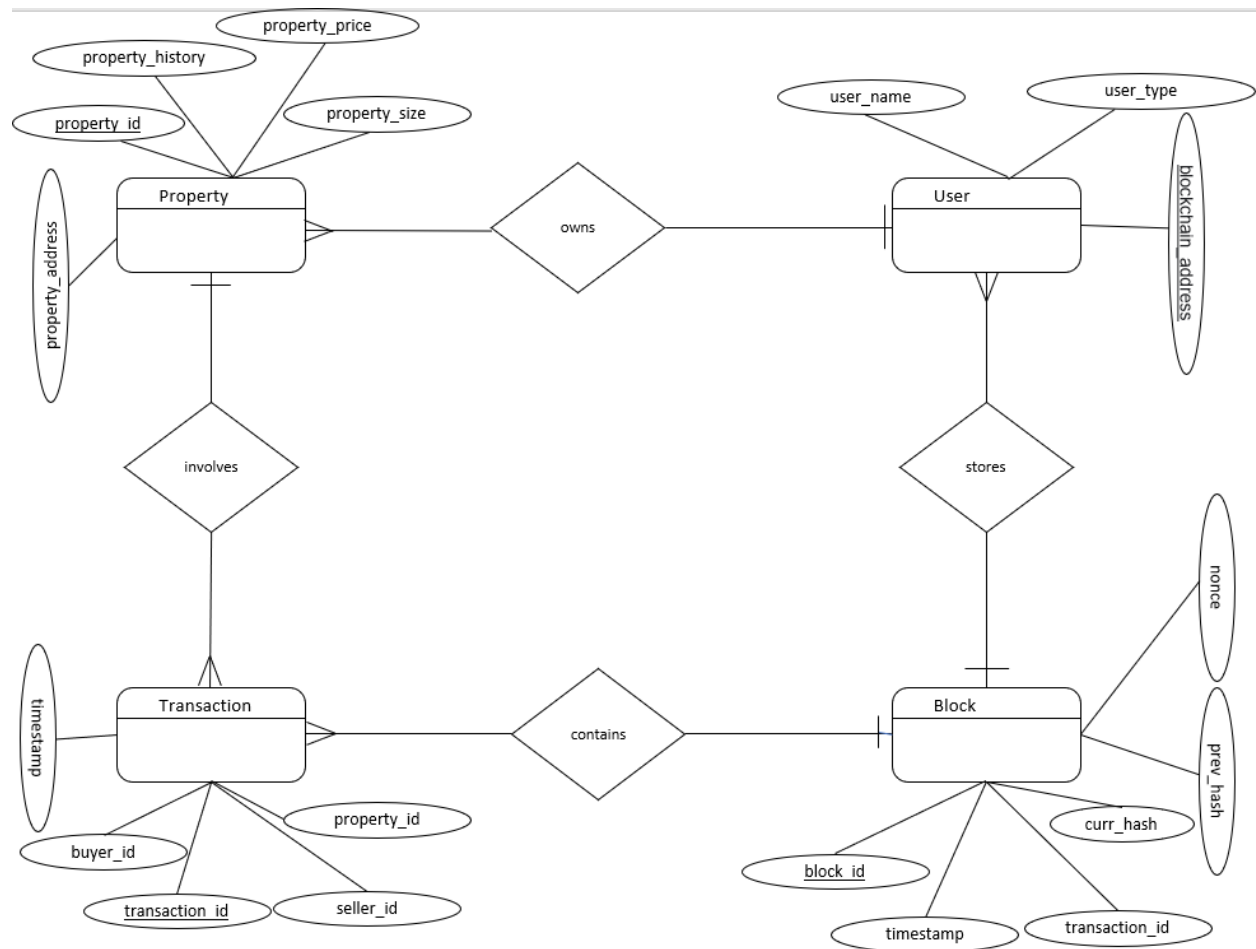 property_price
property_history
property_id
property_size
user_name
user_type
blockchain_address
Property
User
owns
property_address
involves
stores
nonce
timestamp
Transaction
Block
contains
prev_hash
property_id
curr_hash
buyer_id
block_id
transaction_id
seller_id
timestamp
transaction_id